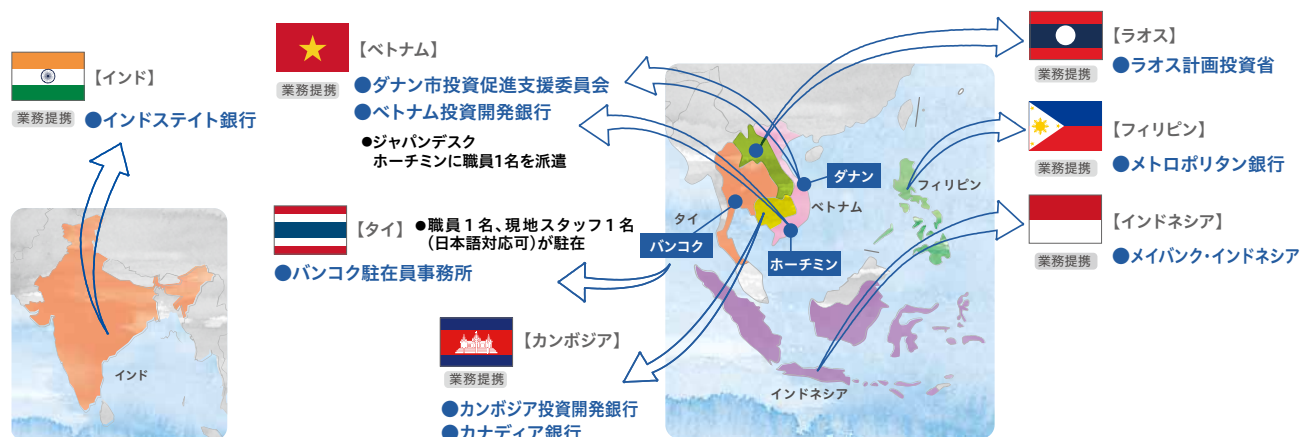 【インド】
業務提携
●インドステイト銀行
インド
【ベトナム】
業務提携
●ダナン市投資促進支援委員会
●ベトナム投資開発銀行
●ジャパンデスク
ホーチミンに職員1名を派遣
【タイ】
●職員1名、現地スタッフ1名
（日本語対応可）が駐在
●バンコク駐在員事務所
【カンボジア】
業務提携
●カンボジア投資開発銀行
●カナディア銀行
タイ
バンコク
ダナン
ベトナム
ホーチミン
フィリピン
インドネシア
【ラオス】
業務提携
●ラオス計画投資省
【フィリピン】
業務提携
●メトロポリタン銀行
【インドネシア】
業務提携
●メイバンク・インドネシア